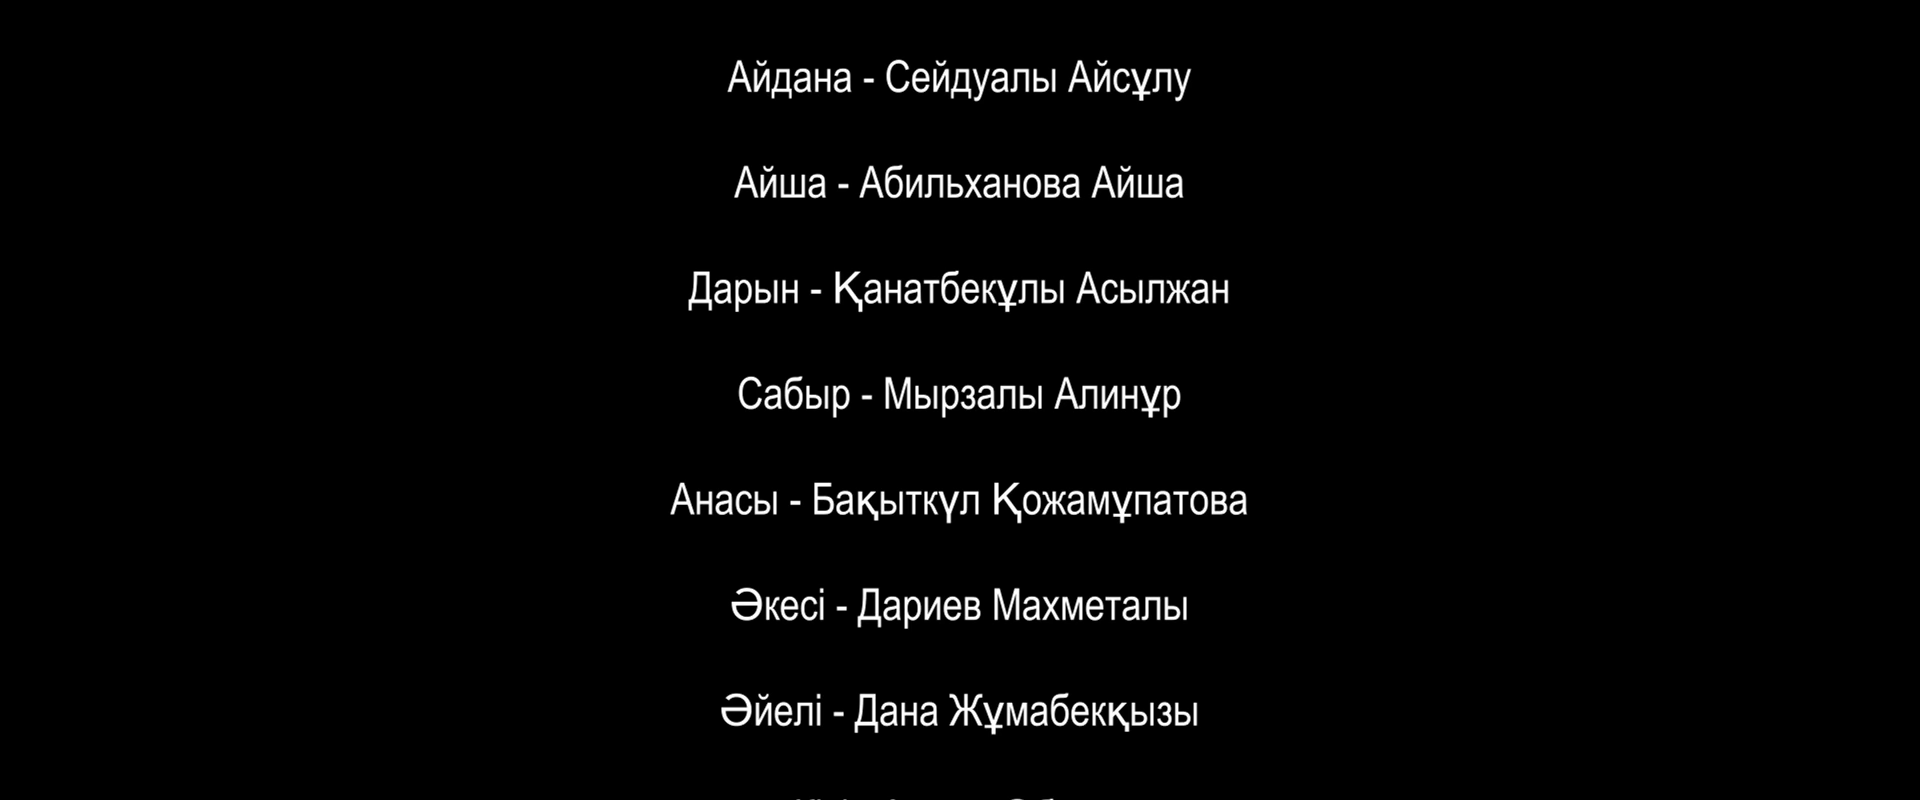 Айдана - Сейдуалы Айсұлу
Айша - Абильханова Айша
Дарын - Қанатбекұлы Асылжан
Сабыр - Мырзалы Алинұр
Анасы - Бақыткүл Қожамұпатова
Әкесі - Дариев Махметалы
Әйелі - Дана Жұмабекқызы